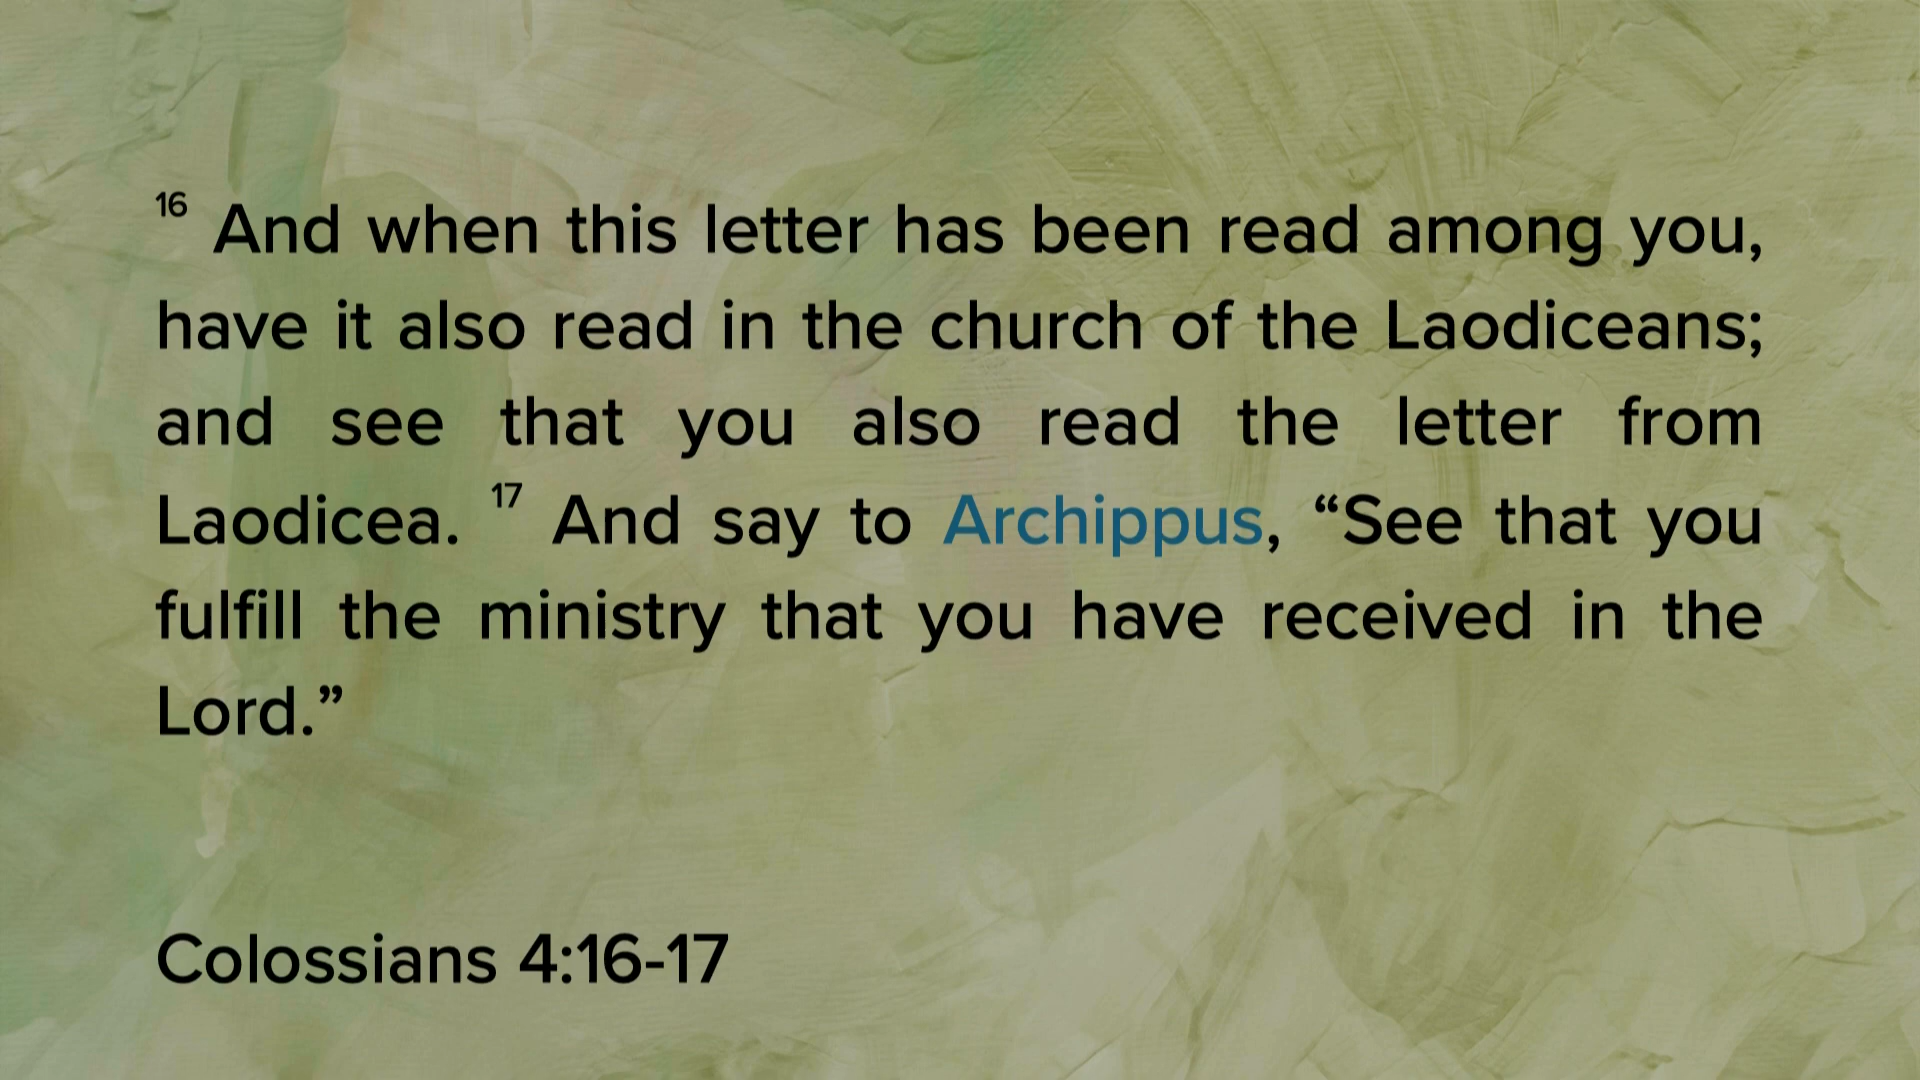 16 And when this letter has been read among you,
have it also read in the church of the Laodiceans;
and see that you also read the letter from
Laodicea. 17 And say to Archippus, “See that you
fulfill the ministry that you have received in the
Lord.”
Colossians 4:16-17